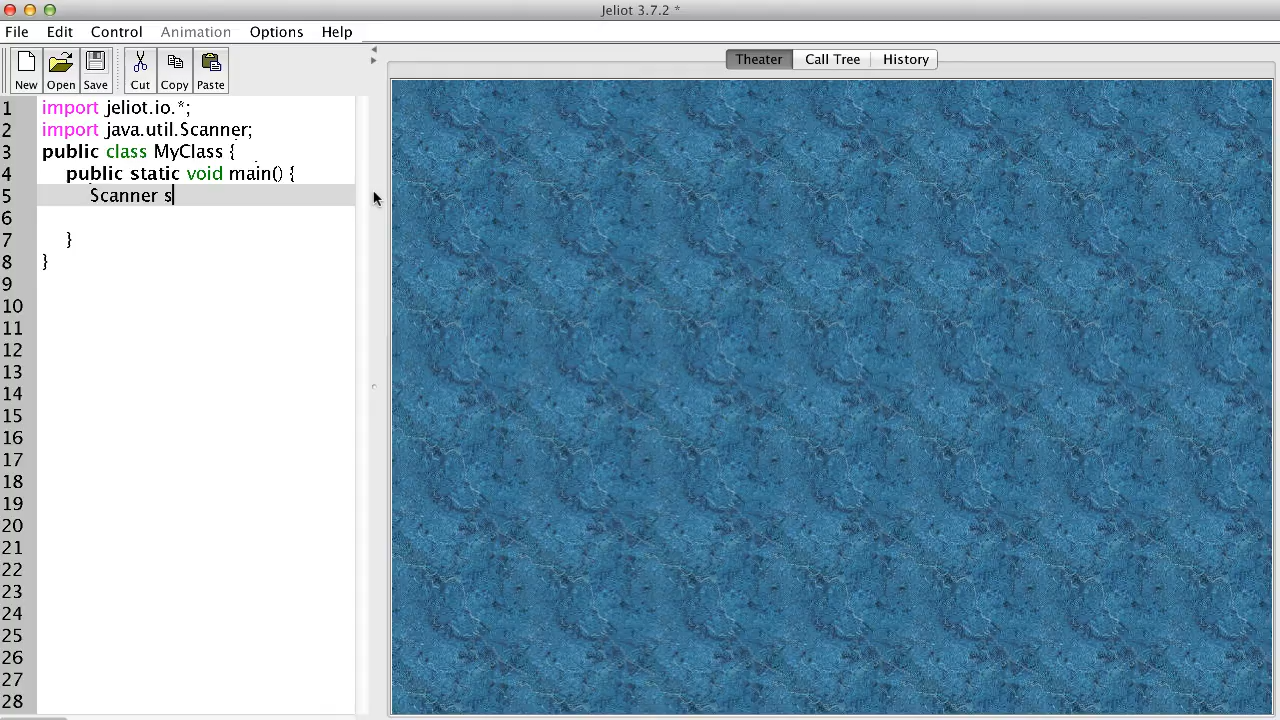 Jeliot 3.7.2 *
File Edit Control Animation Options Help
New Open Save Cut Copy Paste
Theater Call Tree History
1 import jeliot.io.*;
2 import java.util.Scanner;
3 public class MyClass {
4 public static void main() {
5 Scanner s
6
7 }
8 }
9
10
11
12
13
14
15
16
17
18
19
20
21
22
23
24
25
26
27
28